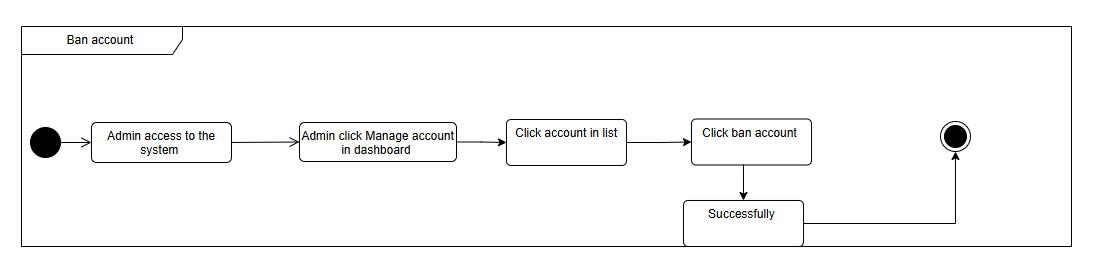 Ban account
Admin access to the
system
Admin click Manage account
in dashboard
Click account in list
Click ban account
Successfully